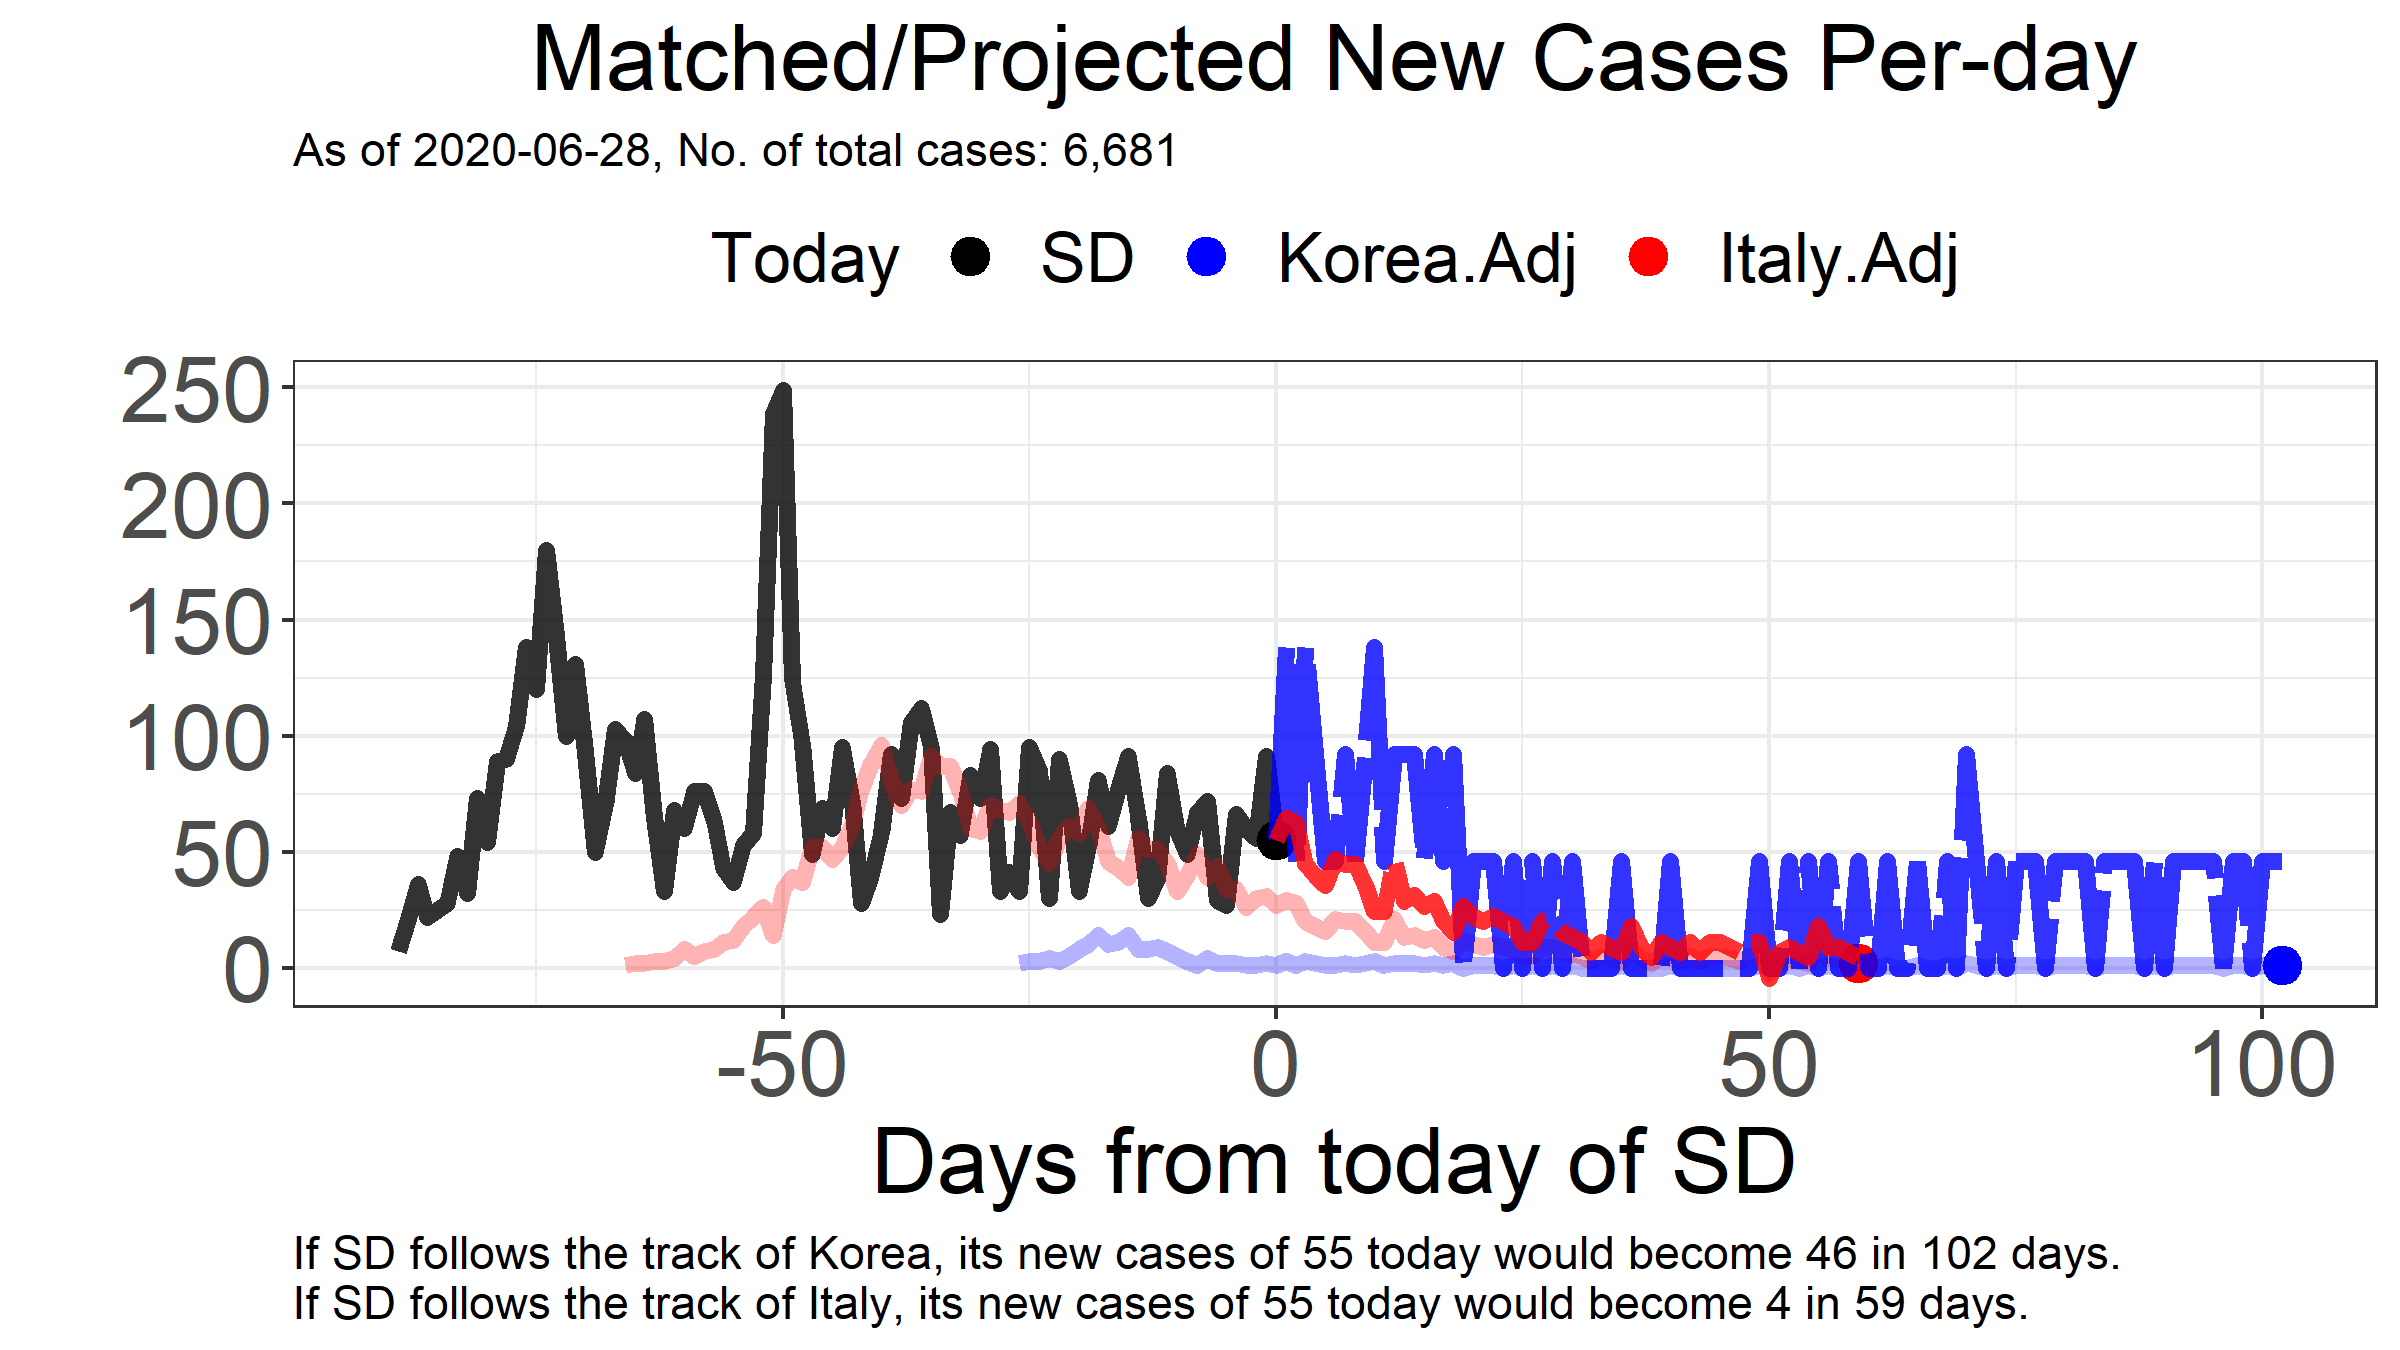 Matched/Projected New Cases Per-day
As of 2020-06-28, No. of total cases: 6,681
Today SD Korea.Adj Italy.Adj
250
200
150
100
50
0
-50 0 50 100
Days from today of SD
If SD follows the track of Korea, its new cases of 55 today would become 46 in 102 days.
If SD follows the track of Italy, its new cases of 55 today would become 4 in 59 days.